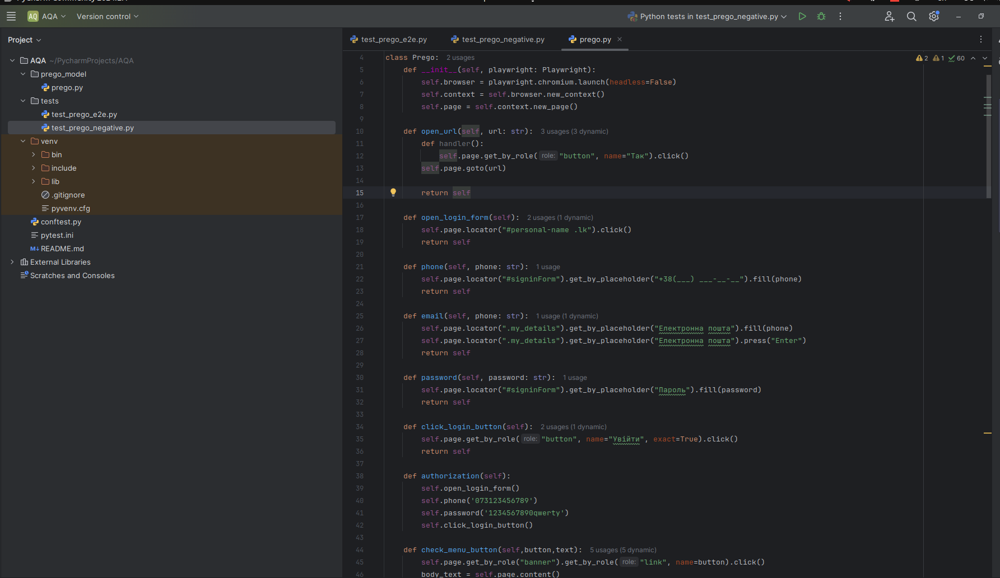 AQ AQA Version control
Python tests in test_prego_negative.py
Project
AQA ~/PycharmProjects/AQA
prego_model
prego.py
tests
test_prego_e2e.py
test_prego_negative.py
venv
bin
include
lib
.gitignore
pyvenv.cfg
conftest.py
pytest.ini
M↓ README.md
External Libraries
Scratches and Consoles
test_prego_e2e.py test_prego_negative.py prego.py
2 1 60
4 class Prego: 2 usages
5 def __init__(self, playwright: Playwright):
6 self.browser = playwright.chromium.launch(headless=False)
7 self.context = self.browser.new_context()
8 self.page = self.context.new_page()
9
10 def open_url(self, url: str): 3 usages (3 dynamic)
11 def handler():
12 self.page.get_by_role( role: "button", name="Так").click()
13 self.page.goto(url)
14
15 return self
16
17 def open_login_form(self): 2 usages (1 dynamic)
18 self.page.locator("#personal-name .lk").click()
19 return self
20
21 def phone(self, phone: str): 1 usage
22 self.page.locator("#signinForm").get_by_placeholder("+38(___) ___-__-__").fill(phone)
23 return self
24
25 def email(self, phone: str): 1 usage (1 dynamic)
26 self.page.locator(".my_details").get_by_placeholder("Електронна пошта").fill(phone)
27 self.page.locator(".my_details").get_by_placeholder("Електронна пошта").press("Enter")
28 return self
29
30 def password(self, password: str): 1 usage
31 self.page.locator("#signinForm").get_by_placeholder("Пароль").fill(password)
32 return self
33
34 def click_login_button(self): 2 usages (1 dynamic)
35 self.page.get_by_role( role: "button", name="Увійти", exact=True).click()
36 return self
37
38 def authorization(self):
39 self.open_login_form()
40 self.phone('073123456789')
41 self.password('1234567890qwerty')
42 self.click_login_button()
43
44 def check_menu_button(self,button,text): 5 usages (5 dynamic)
45 self.page.get_by_role("banner").get_by_role( role: "link", name=button).click()
46 body_text = self.page.content()